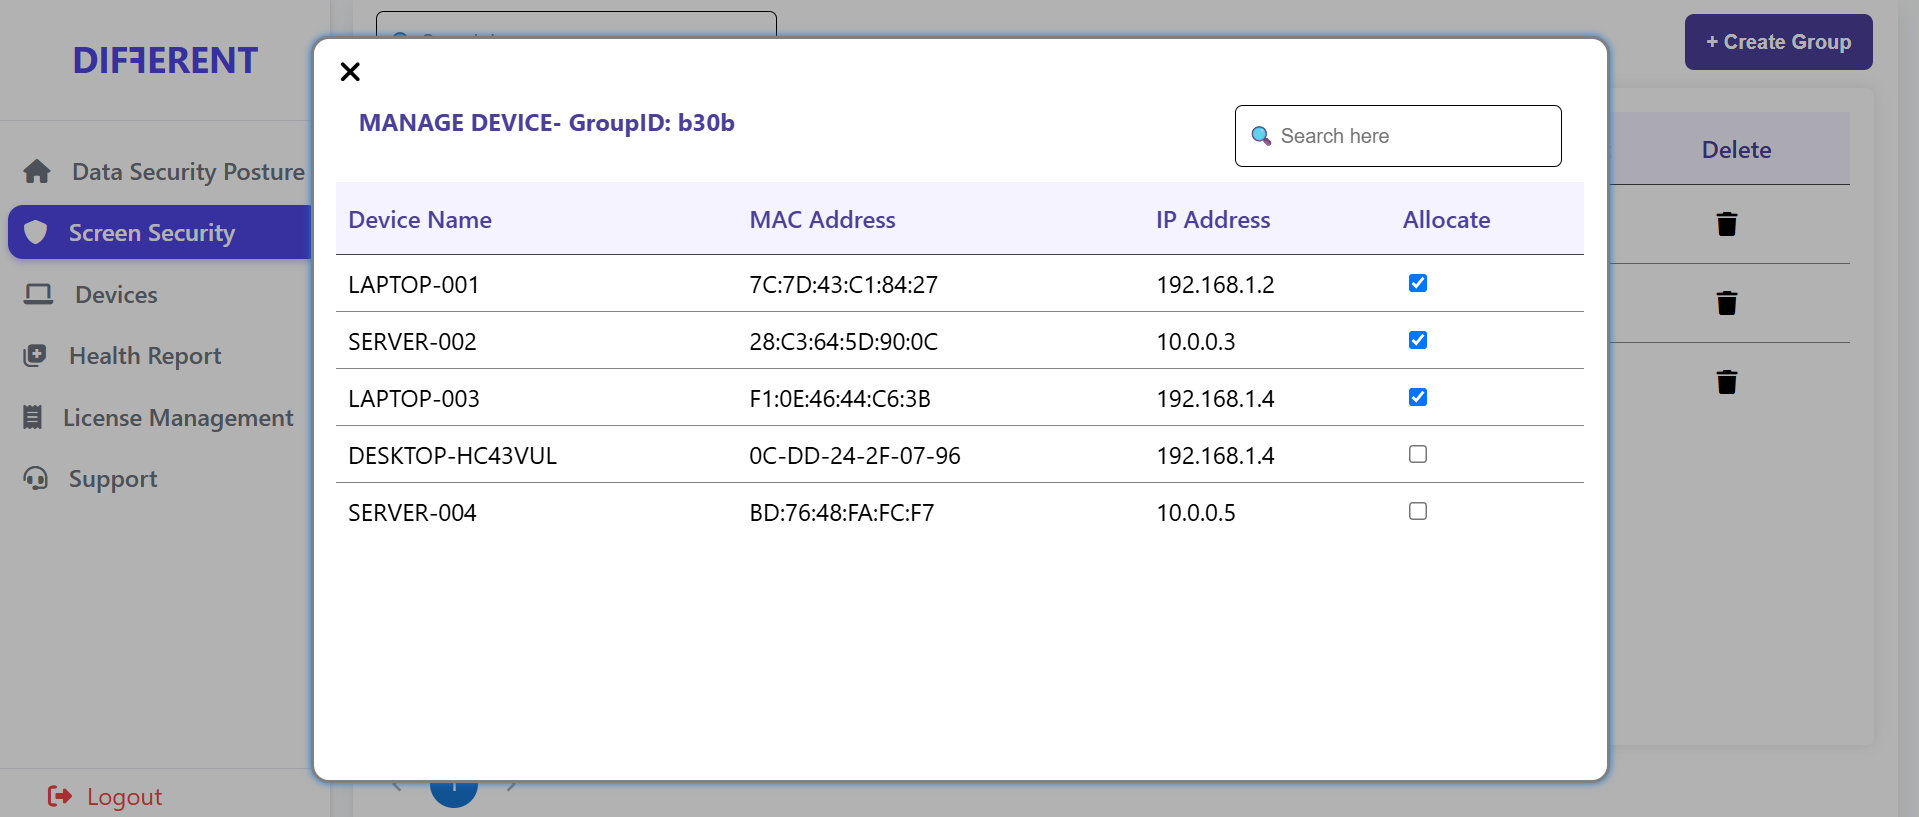 DIFFERENT
+ Create Group
MANAGE DEVICE- GroupID: b30b
Search here
Data Security Posture
Screen Security
Devices
Health Report
License Management
Support
Logout
Device Name MAC Address IP Address Allocate
LAPTOP-001 7C:7D:43:C1:84:27 192.168.1.2
SERVER-002 28:C3:64:5D:90:0C 10.0.0.3
LAPTOP-003 F1:0E:46:44:C6:3B 192.168.1.4
DESKTOP-HC43VUL 0C-DD-24-2F-07-96 192.168.1.4
SERVER-004 BD:76:48:FA:FC:F7 10.0.0.5
Delete